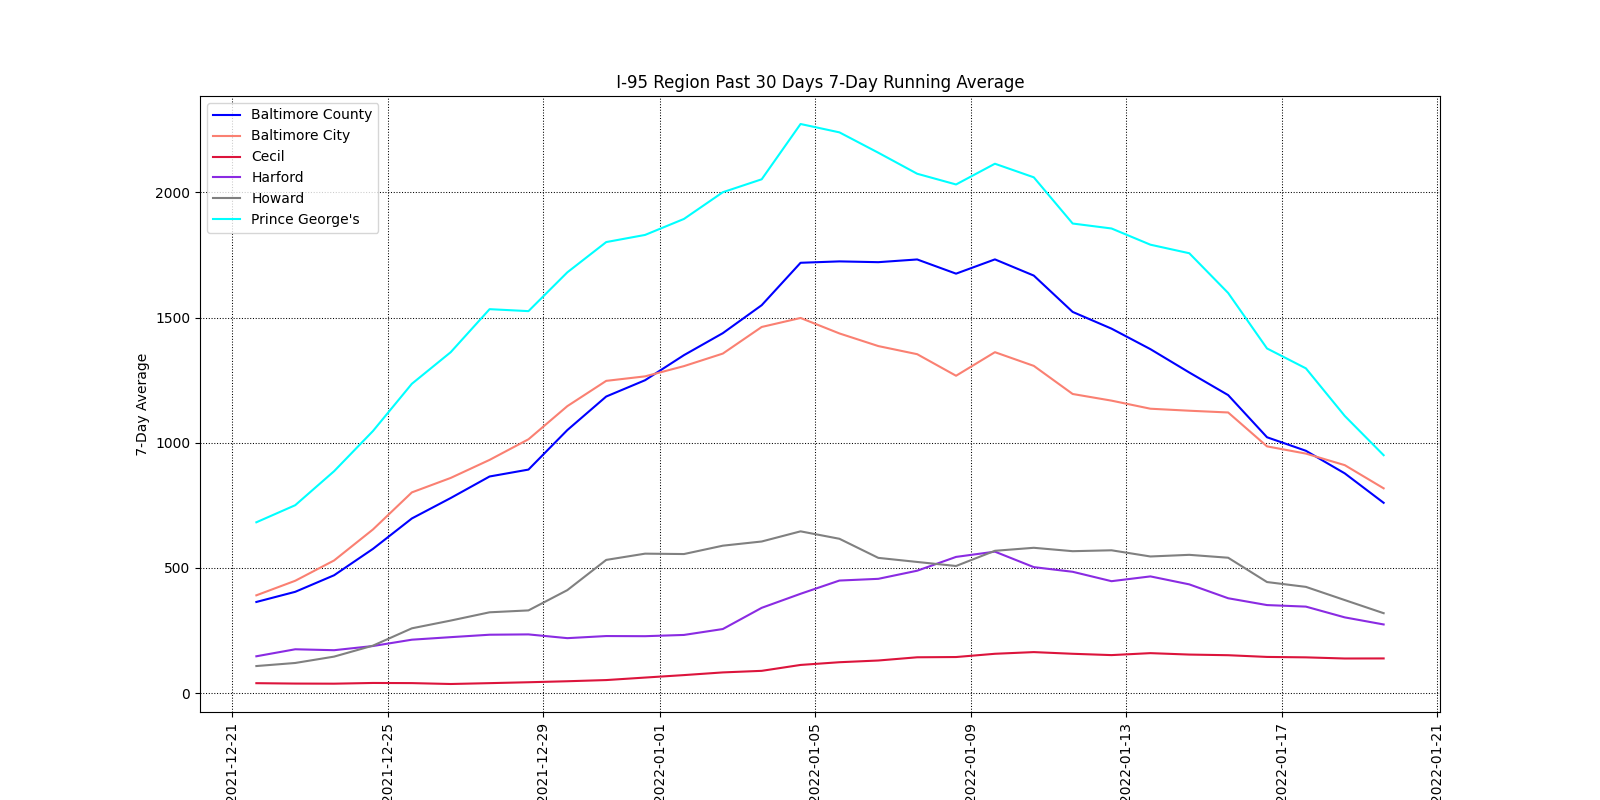 I-95 Region Past 30 Days 7-Day Running Average
Baltimore County
Baltimore City
Cecil
Harford
Howard
Prince George's
7-Day Average
2000
1500
1000
500
0
2021-12-21
2021-12-25
2021-12-29
2022-01-01
2022-01-05
2022-01-09
2022-01-13
2022-01-17
2022-01-21